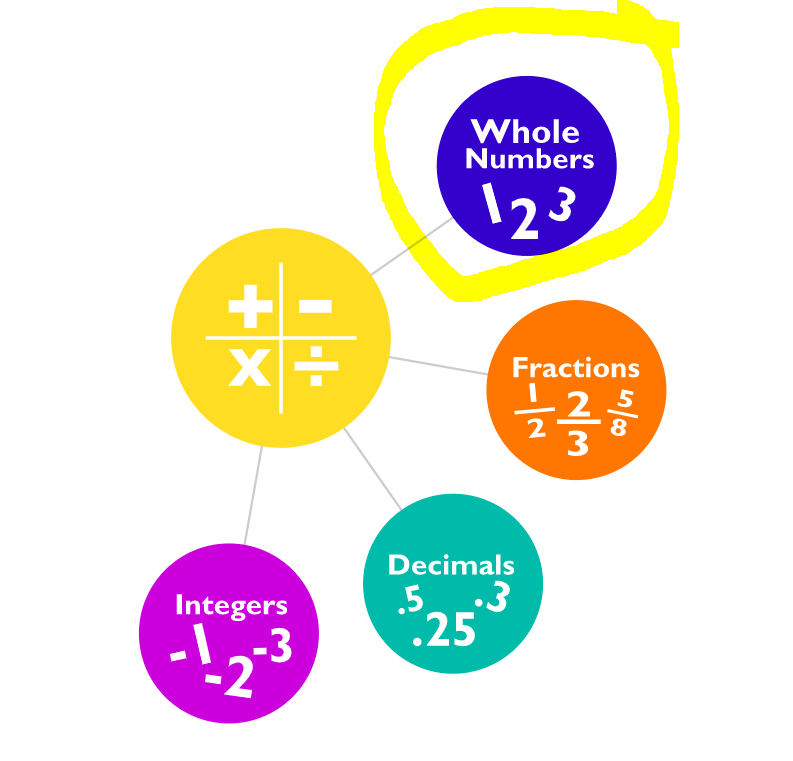 Whole
Numbers
1 2 3
+ -
x ÷
Fractions
1/2 2/3 5/8
Decimals
.5 .25 .3
Integers
-1 -2 -3